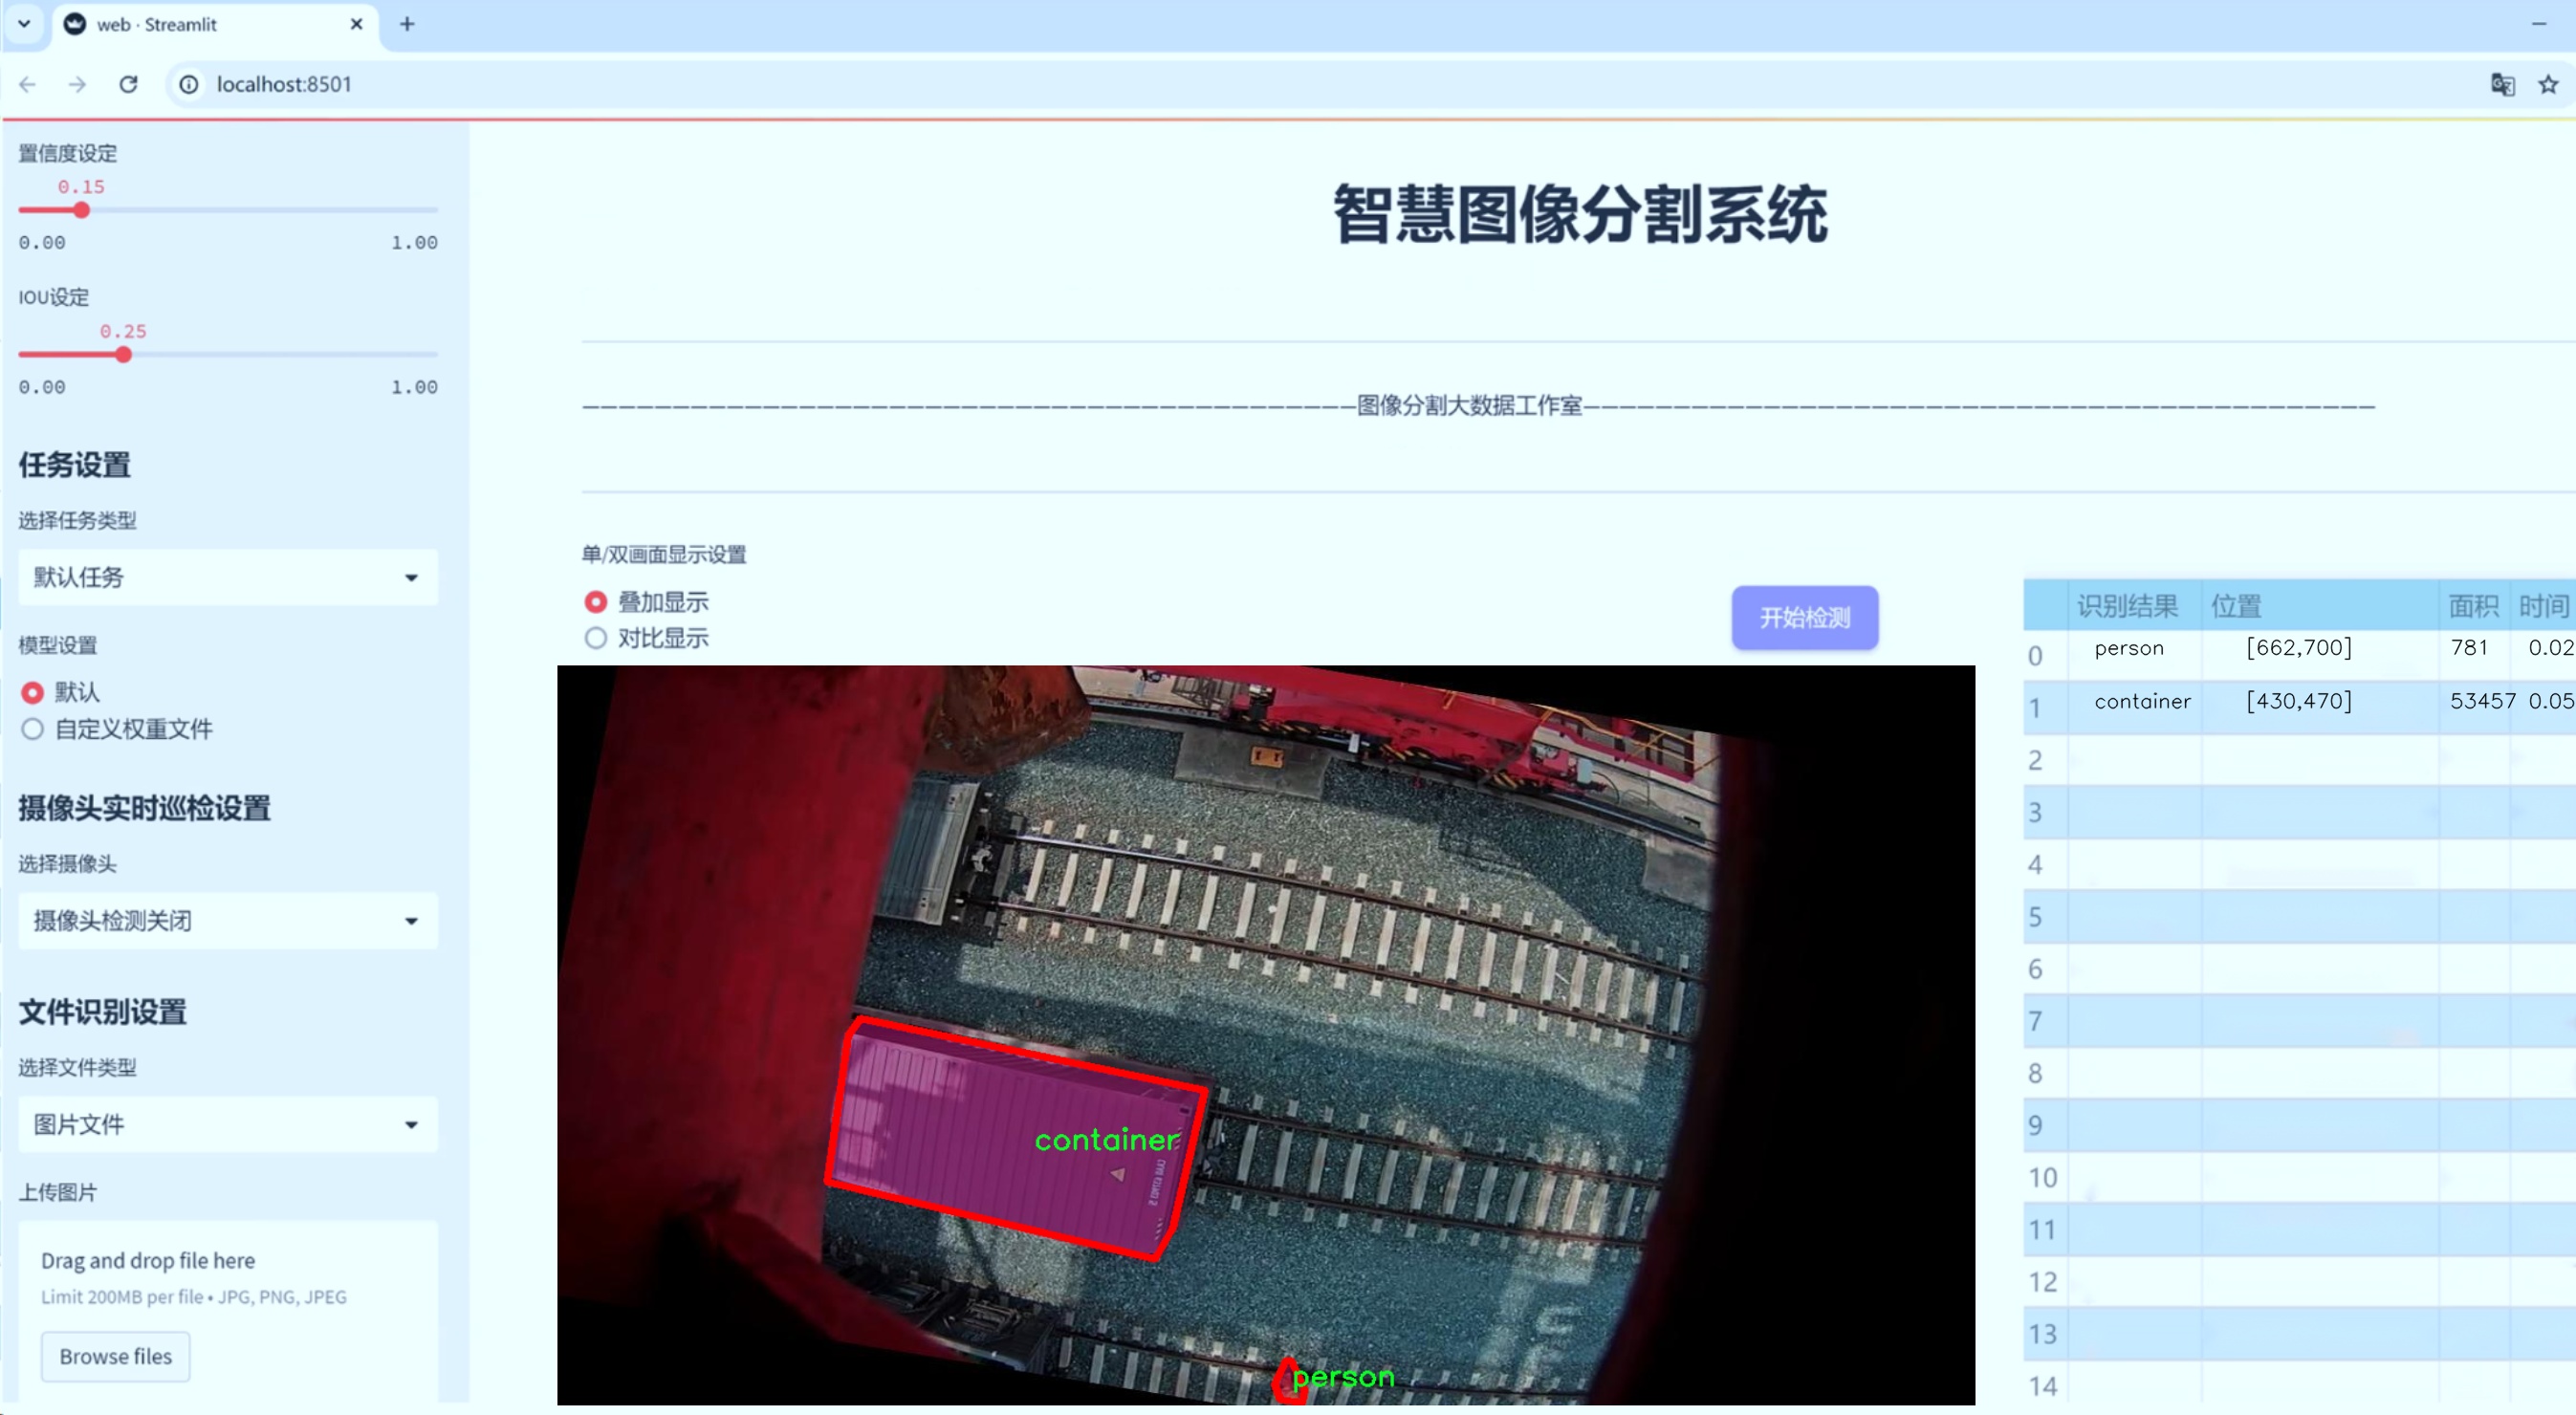 web · Streamlit
localhost:8501
置信度设定
0.15
0.00 1.00
IOU设定
0.25
0.00 1.00
任务设置
选择任务类型
默认任务
模型设置
默认
自定义权重文件
摄像头实时巡检设置
选择摄像头
摄像头检测关闭
文件识别设置
选择文件类型
图片文件
上传图片
Drag and drop file here
Limit 200MB per file • JPG, PNG, JPEG
Browse files
智慧图像分割系统
图像分割大数据工作室
单/双画面显示设置
叠加显示
对比显示
开始检测
container
person
识别结果 位置 面积 时间
0 person [662,700] 781 0.02
1 container [430,470] 53457 0.05
2
3
4
5
6
7
8
9
10
11
12
13
14